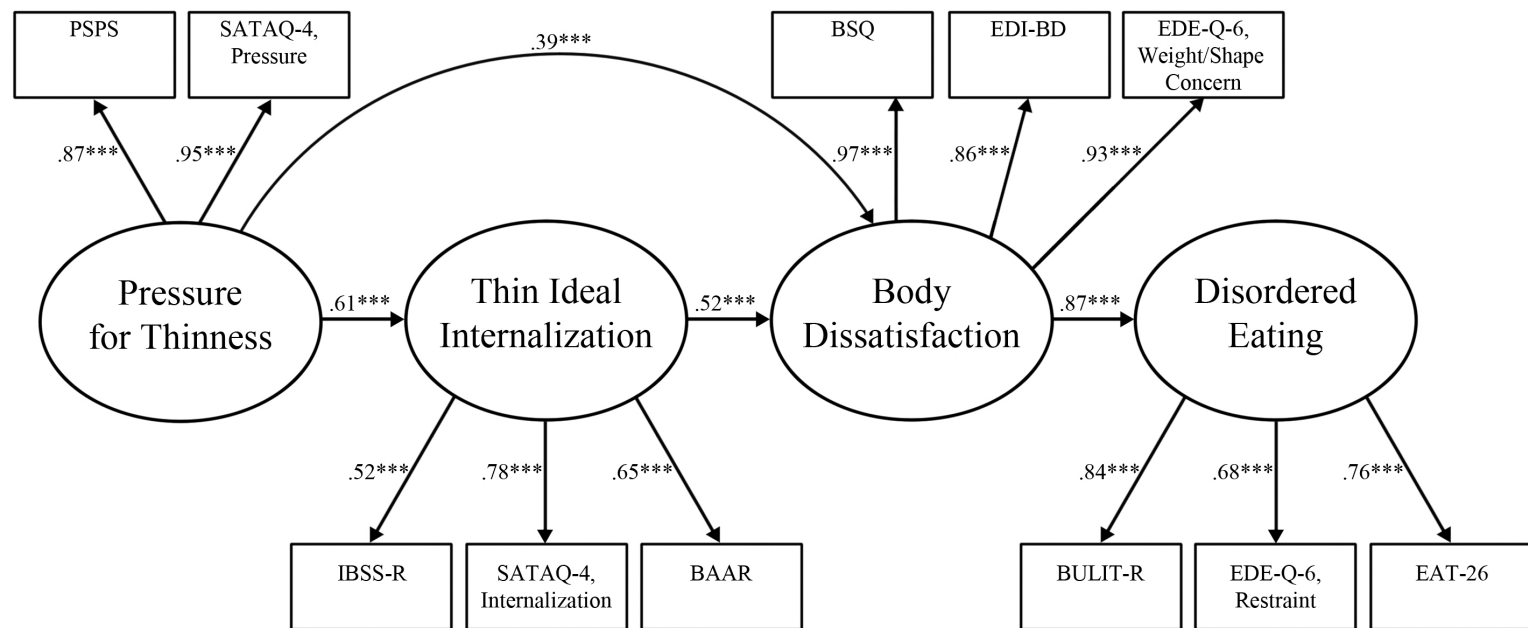 PSPS
SATAQ-4,
Pressure
.39***
BSQ
EDI-BD
EDE-Q-6,
Weight/Shape
Concern
.87***
.95***
.97***
.86***
.93***
Pressure
for Thinness
.61***
Thin Ideal
Internalization
.52***
Body
Dissatisfaction
.87***
Disordered
Eating
.52***
.78***
.65***
.84***
.68***
.76***
IBSS-R
SATAQ-4,
Internalization
BAAR
BULIT-R
EDE-Q-6,
Restraint
EAT-26